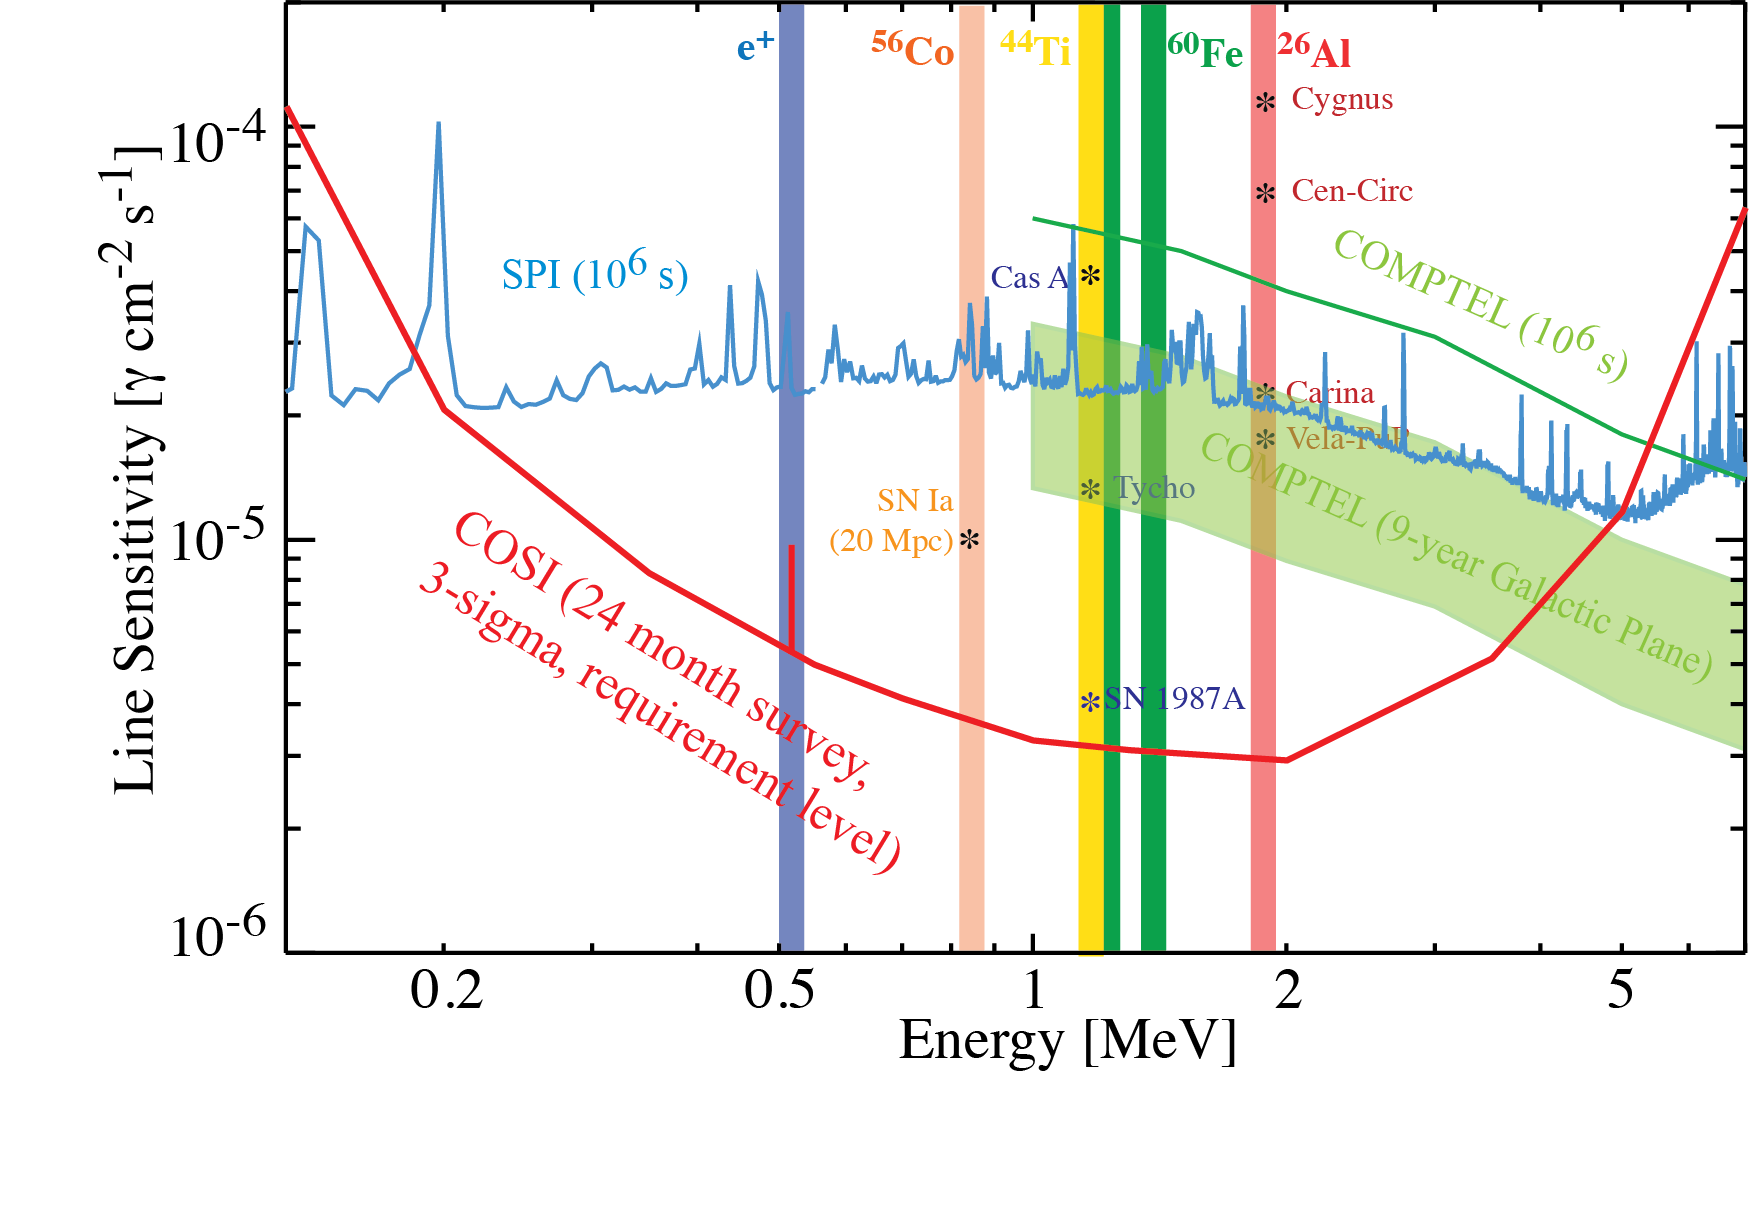 e⁺
⁵⁶Co
⁴⁴Ti
⁶⁰Fe
²⁶Al
* Cygnus
* Cen-Circ
10⁻⁴
SPI (10⁶ s)
Cas A *
COMPTEL (10⁶ s)
* Carina
* Vela-Pup
COMPTEL (9-year Galactic Plane)
* Tycho
SN Ia
(20 Mpc) *
10⁻⁵
COSI (24 month survey,
3-sigma, requirement level)
* SN 1987A
10⁻⁶
Line Sensitivity [γ cm⁻² s⁻¹]
0.2 0.5 1 2 5
Energy [MeV]